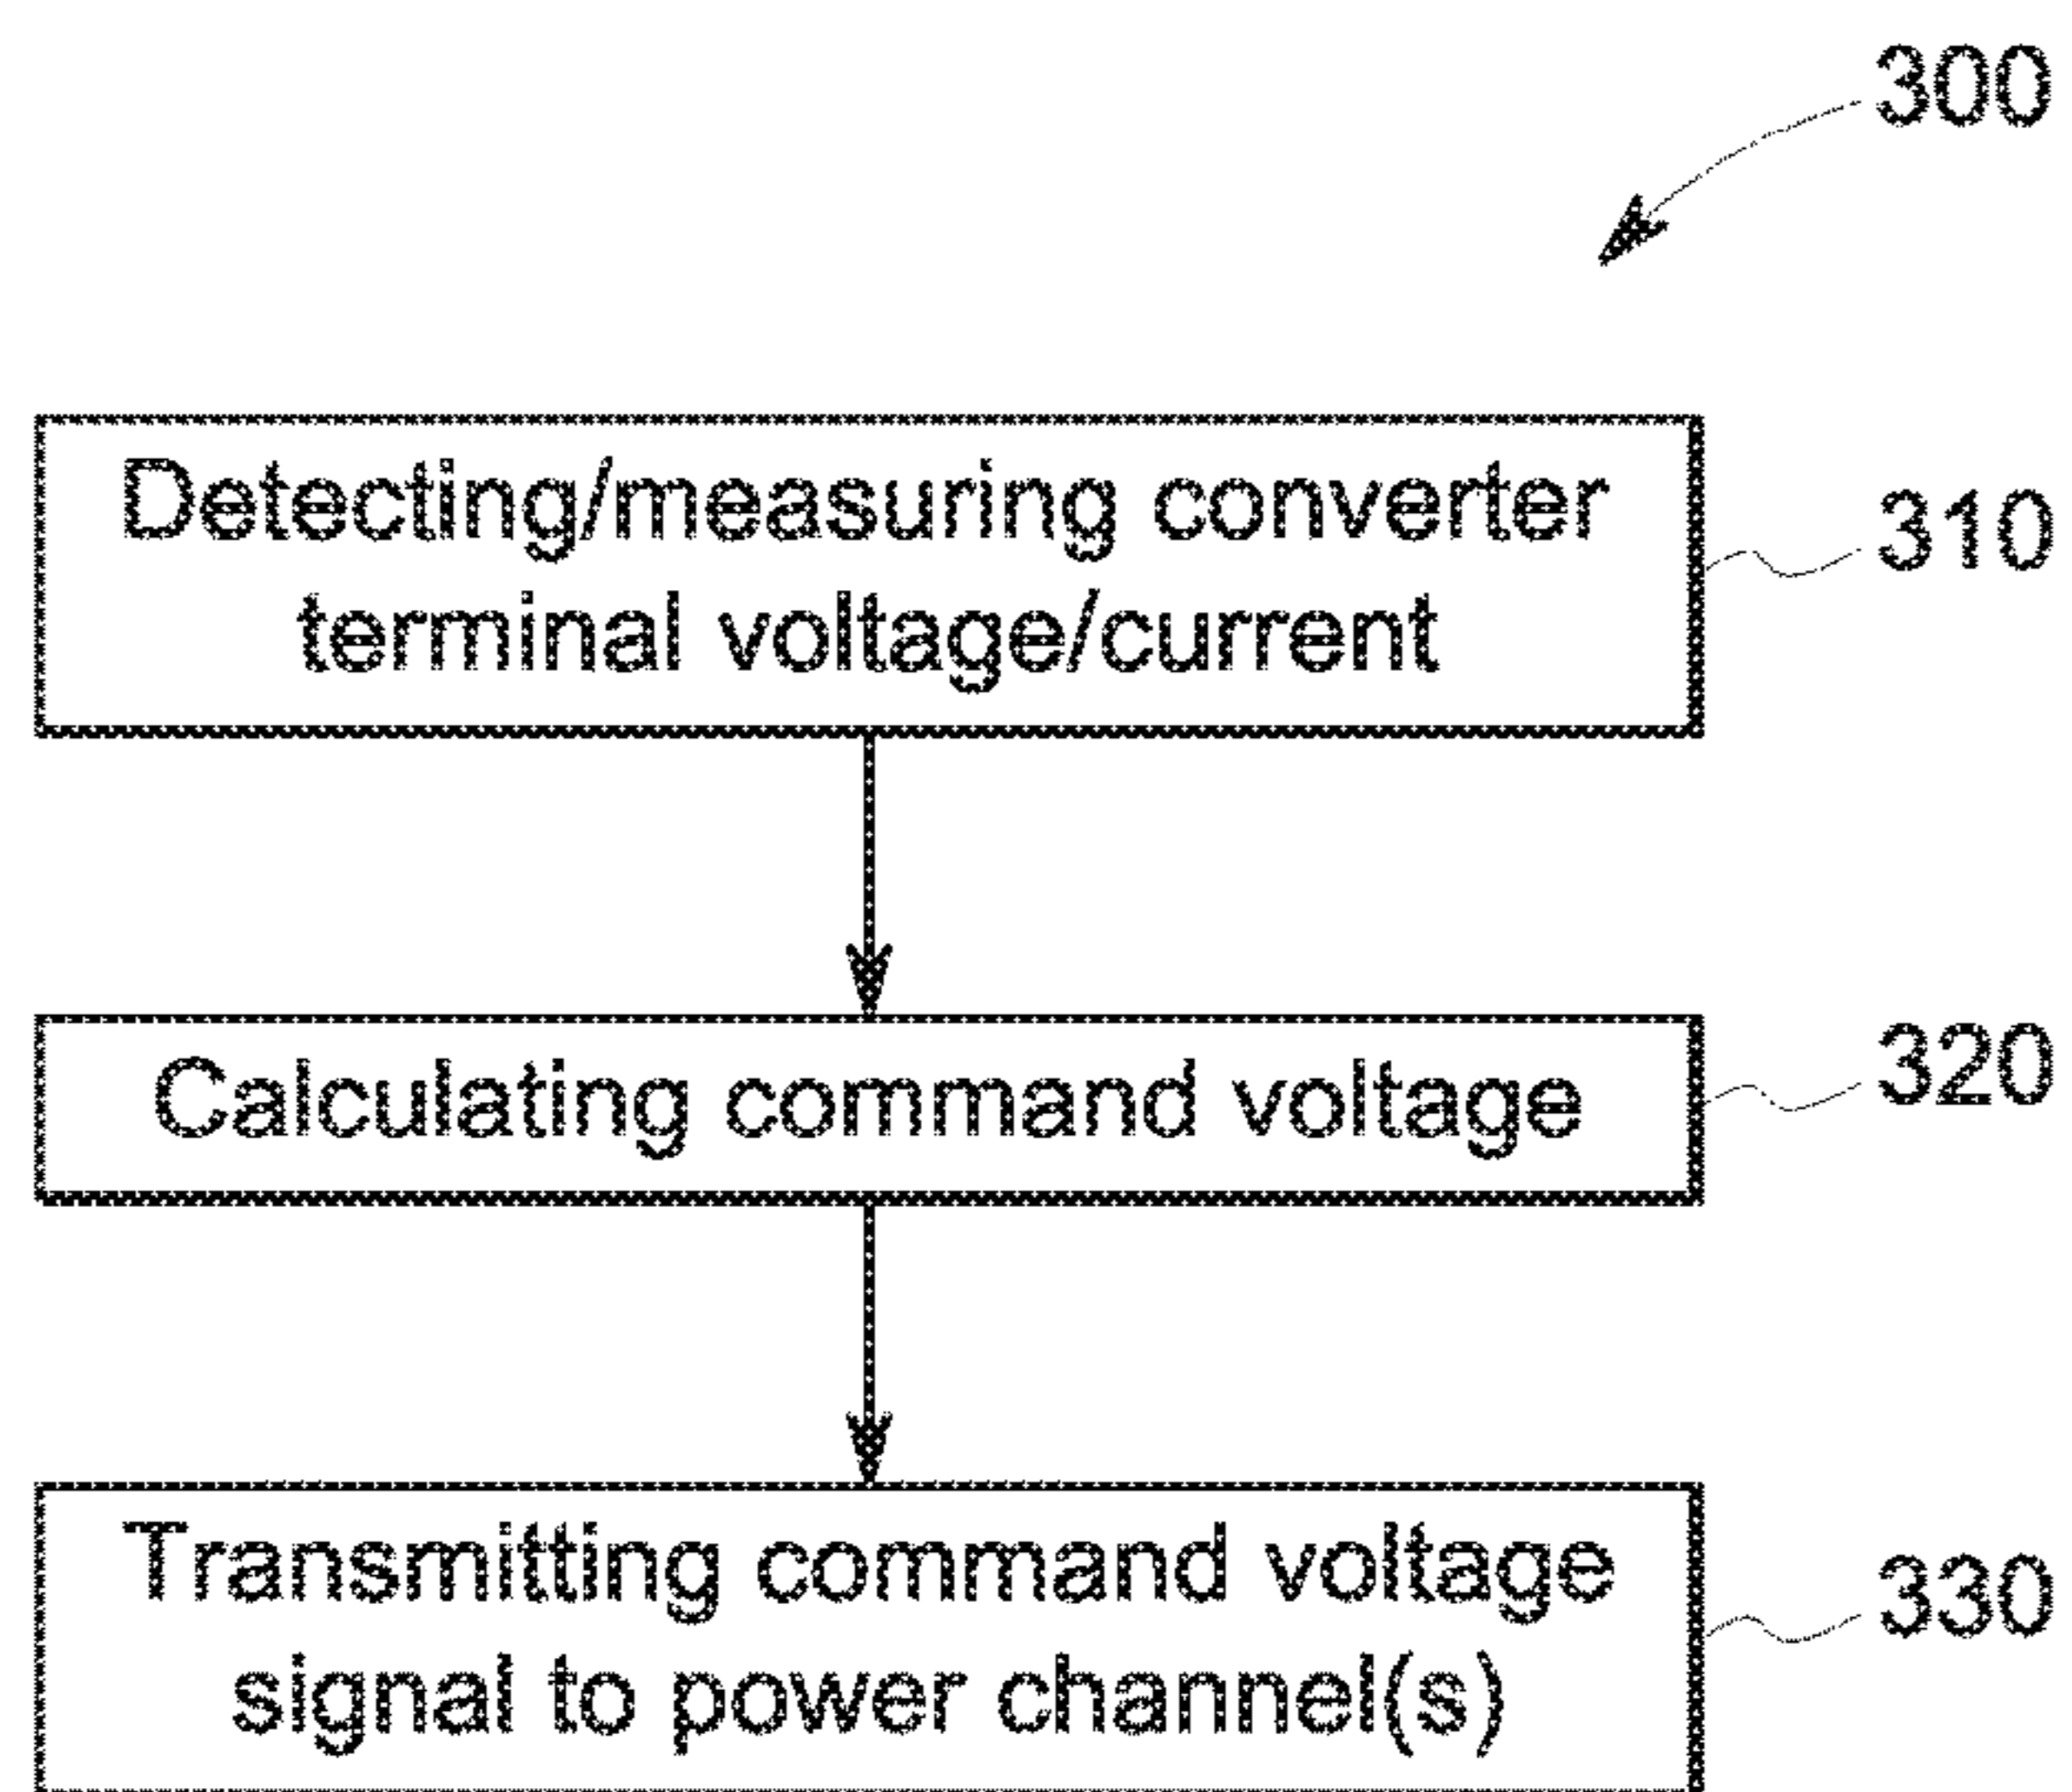 300
Detecting/measuring converter
terminal voltage/current
310
Calculating command voltage
320
Transmitting command voltage
signal to power channel(s)
330